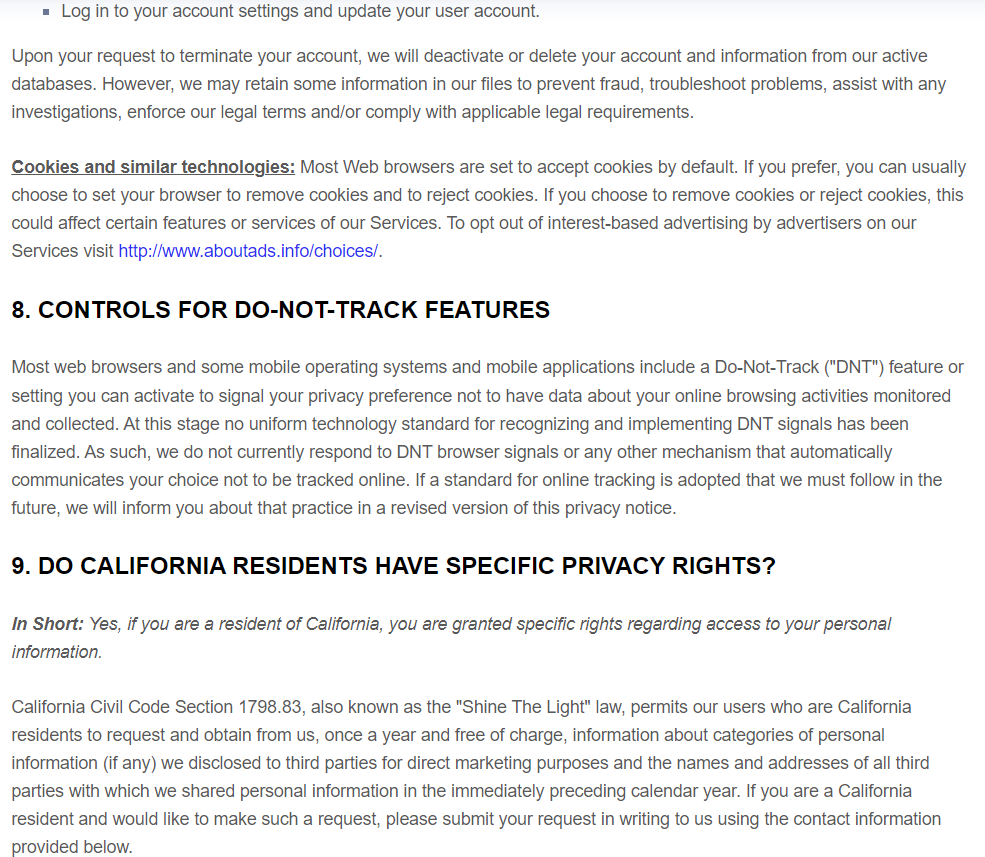 ▪ Log in to your account settings and update your user account.
Upon your request to terminate your account, we will deactivate or delete your account and information from our active
databases. However, we may retain some information in our files to prevent fraud, troubleshoot problems, assist with any
investigations, enforce our legal terms and/or comply with applicable legal requirements.
Cookies and similar technologies: Most Web browsers are set to accept cookies by default. If you prefer, you can usually
choose to set your browser to remove cookies and to reject cookies. If you choose to remove cookies or reject cookies, this
could affect certain features or services of our Services. To opt out of interest-based advertising by advertisers on our
Services visit http://www.aboutads.info/choices/.
8. CONTROLS FOR DO-NOT-TRACK FEATURES
Most web browsers and some mobile operating systems and mobile applications include a Do-Not-Track ("DNT") feature or
setting you can activate to signal your privacy preference not to have data about your online browsing activities monitored
and collected. At this stage no uniform technology standard for recognizing and implementing DNT signals has been
finalized. As such, we do not currently respond to DNT browser signals or any other mechanism that automatically
communicates your choice not to be tracked online. If a standard for online tracking is adopted that we must follow in the
future, we will inform you about that practice in a revised version of this privacy notice.
9. DO CALIFORNIA RESIDENTS HAVE SPECIFIC PRIVACY RIGHTS?
In Short: Yes, if you are a resident of California, you are granted specific rights regarding access to your personal
information.
California Civil Code Section 1798.83, also known as the "Shine The Light" law, permits our users who are California
residents to request and obtain from us, once a year and free of charge, information about categories of personal
information (if any) we disclosed to third parties for direct marketing purposes and the names and addresses of all third
parties with which we shared personal information in the immediately preceding calendar year. If you are a California
resident and would like to make such a request, please submit your request in writing to us using the contact information
provided below.